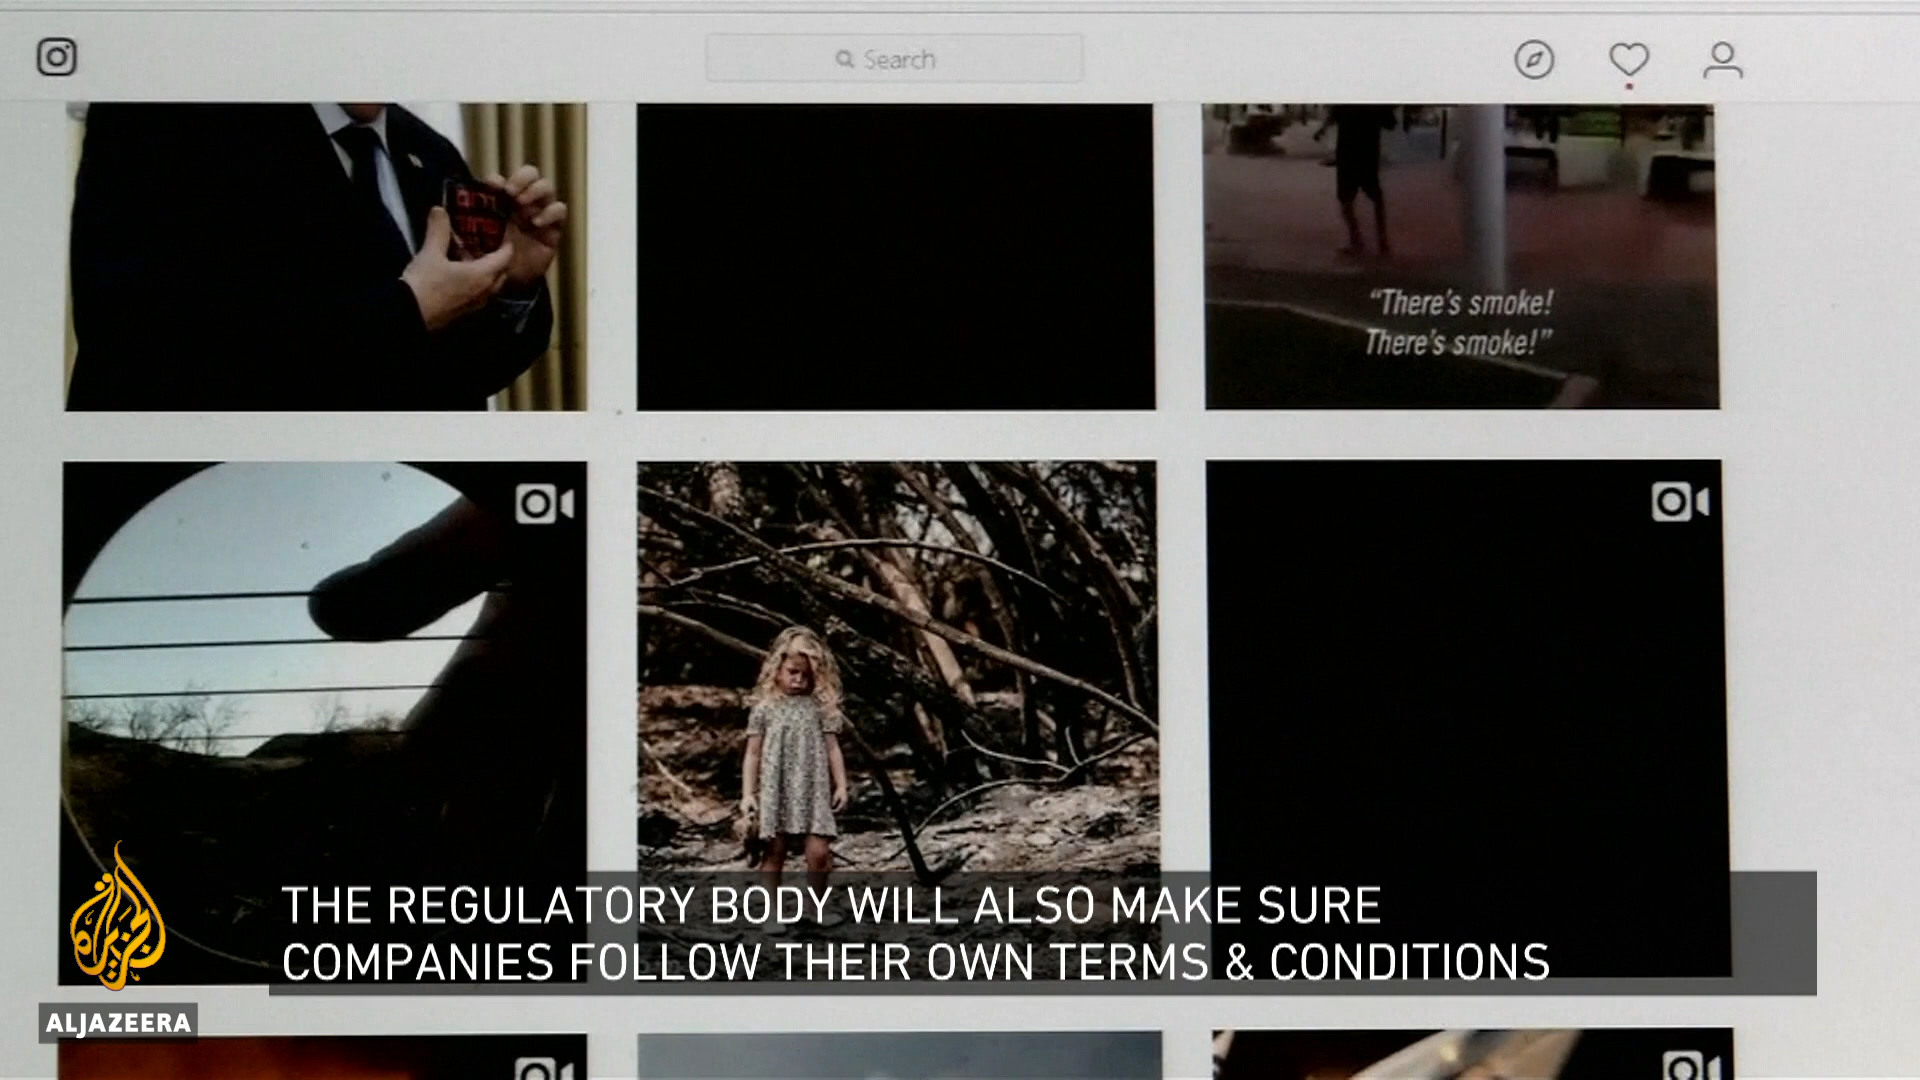 Search
"There's smoke!
There's smoke!"
THE REGULATORY BODY WILL ALSO MAKE SURE
COMPANIES FOLLOW THEIR OWN TERMS & CONDITIONS
الجزيرة
ALJAZEERA